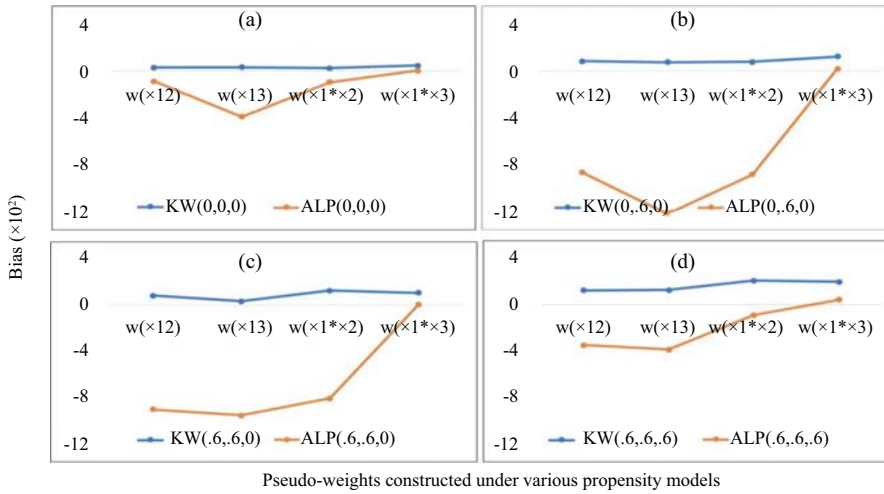 4 (a) 4 (b)
0 0
w(×12) w(×13) w(×1*×2) w(×1*×3) w(×12) w(×13) w(×1*×2) w(×1*×3)
-4 -4
-8 -8
KW(0,0,0) ALP(0,0,0) KW(0,.6,0) ALP(0,.6,0)
-12 -12
Bias (×10²)
4 (c) 4 (d)
0 0
w(×12) w(×13) w(×1*×2) w(×1*×3) w(×12) w(×13) w(×1*×2) w(×1*×3)
-4 -4
-8 -8
KW(.6,.6,0) ALP(.6,.6,0) KW(.6,.6,.6) ALP(.6,.6,.6)
-12 -12
Pseudo-weights constructed under various propensity models